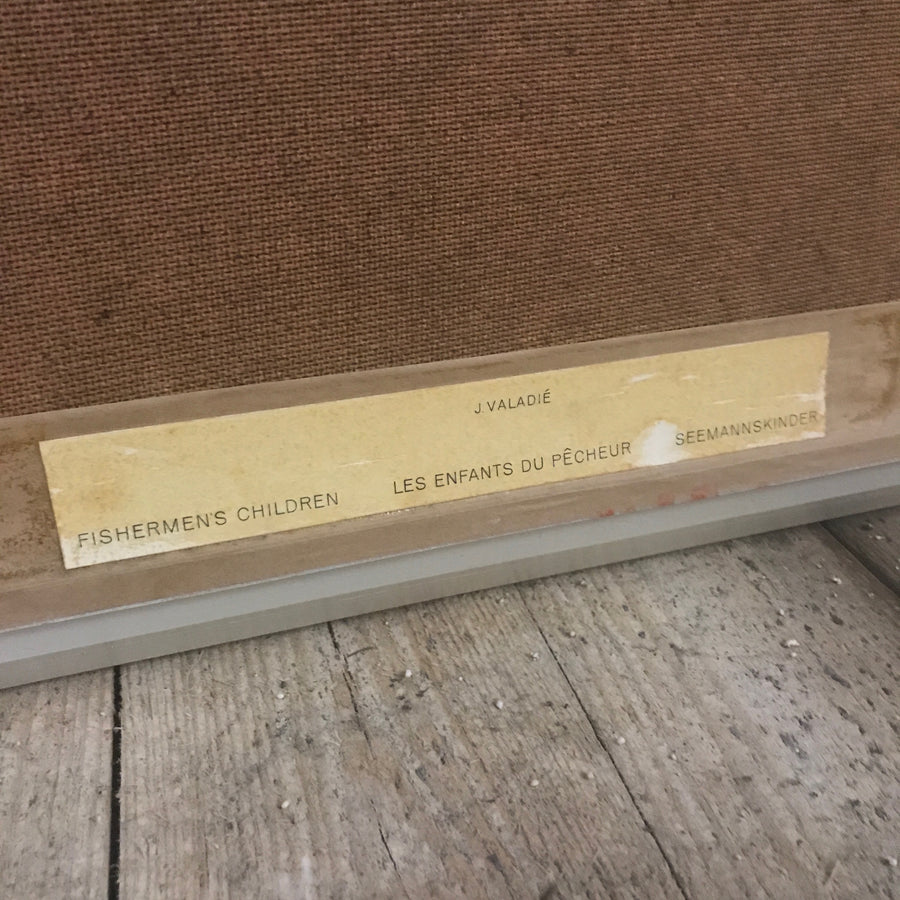 J. VALADIÉ
FISHERMEN'S CHILDREN LES ENFANTS DU PÊCHEUR SEEMANNSKINDER